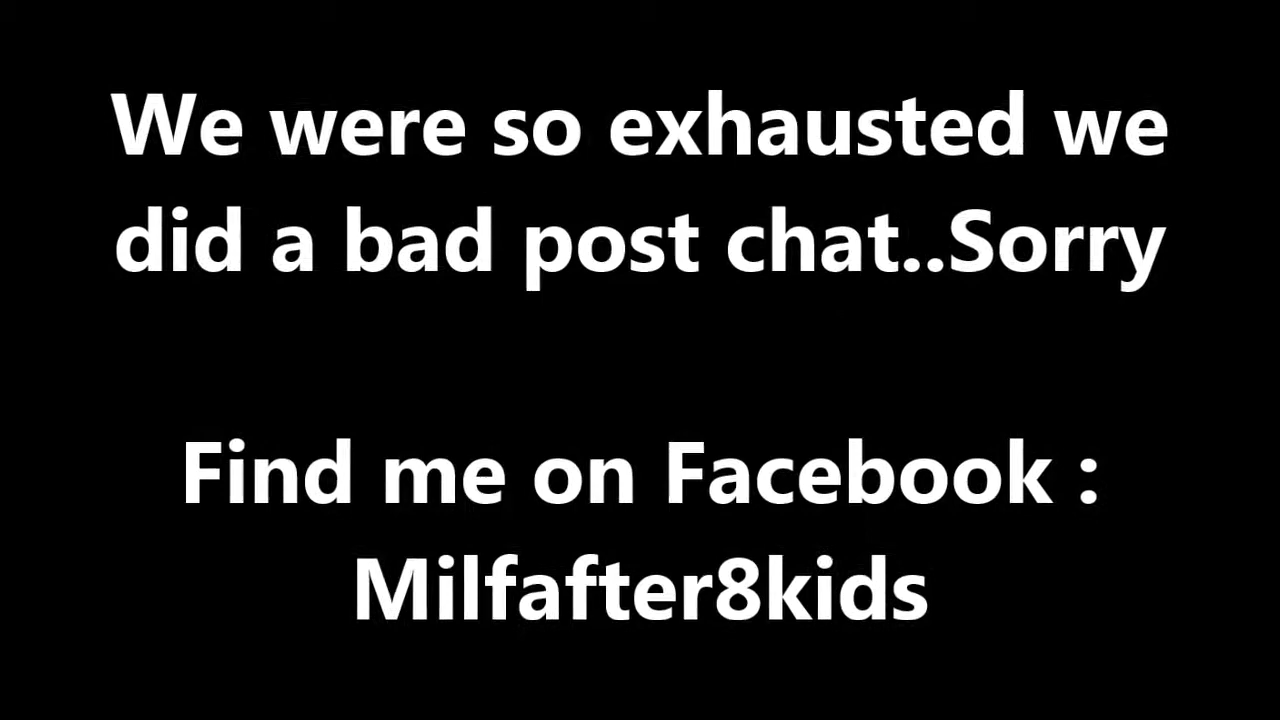 We were so exhausted we
did a bad post chat..Sorry
Find me on Facebook :
Milfafter8kids